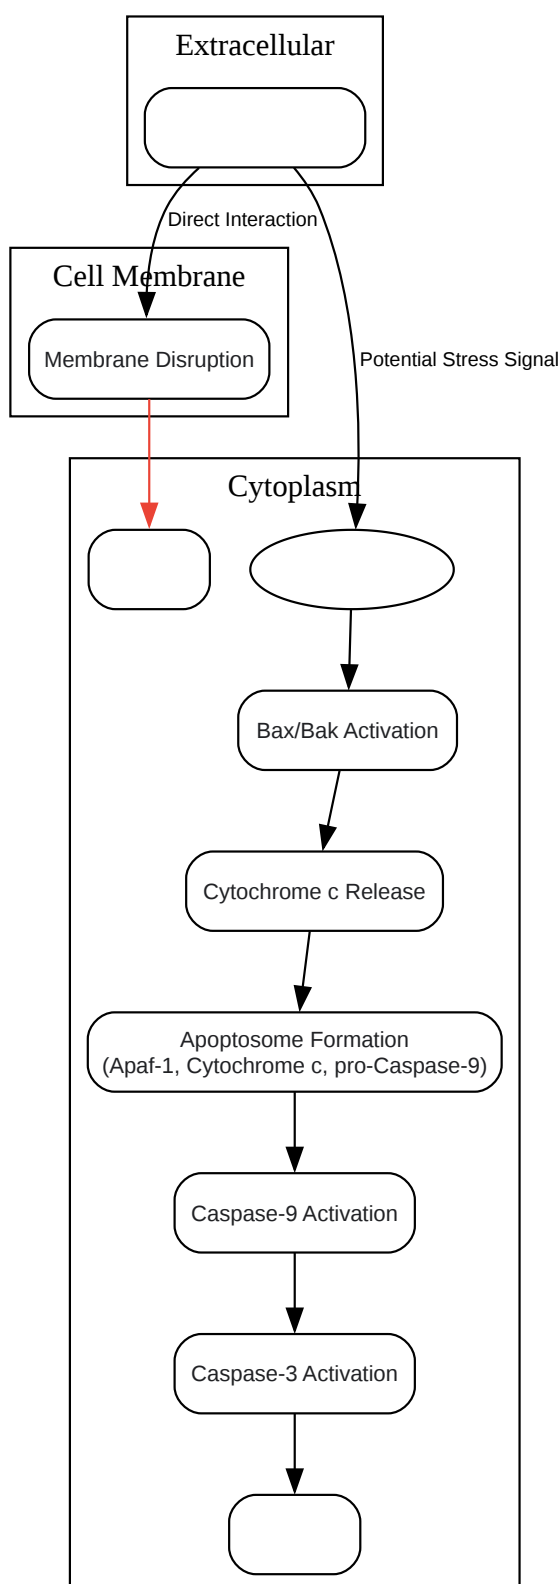 Extracellular
Direct Interaction
Cell Membrane
Membrane Disruption
Potential Stress Signal
Cytoplasm
Bax/Bak Activation
Cytochrome c Release
Apoptosome Formation
(Apaf-1, Cytochrome c, pro-Caspase-9)
Caspase-9 Activation
Caspase-3 Activation